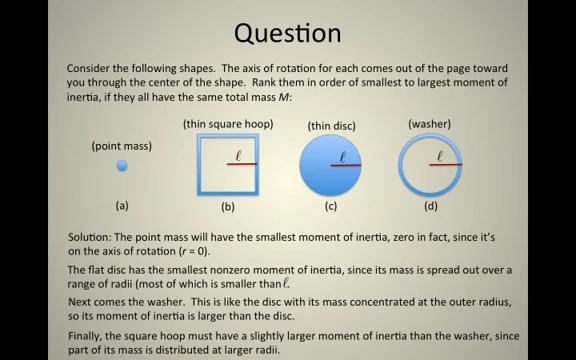 Question
Consider the following shapes. The axis of rotation for each comes out of the page toward
you through the center of the shape. Rank them in order of smallest to largest moment of
inertia, if they all have the same total mass M:
(point mass)
(thin square hoop)
(thin disc)
(washer)
ℓ
ℓ
ℓ
(a)
(b)
(c)
(d)
Solution: The point mass will have the smallest moment of inertia, zero in fact, since it's
on the axis of rotation (r = 0).
The flat disc has the smallest nonzero moment of inertia, since its mass is spread out over a
range of radii (most of which is smaller than ℓ.
Next comes the washer. This is like the disc with its mass concentrated at the outer radius,
so its moment of inertia is larger than the disc.
Finally, the square hoop must have a slightly larger moment of inertia than the washer, since
part of its mass is distributed at larger radii.